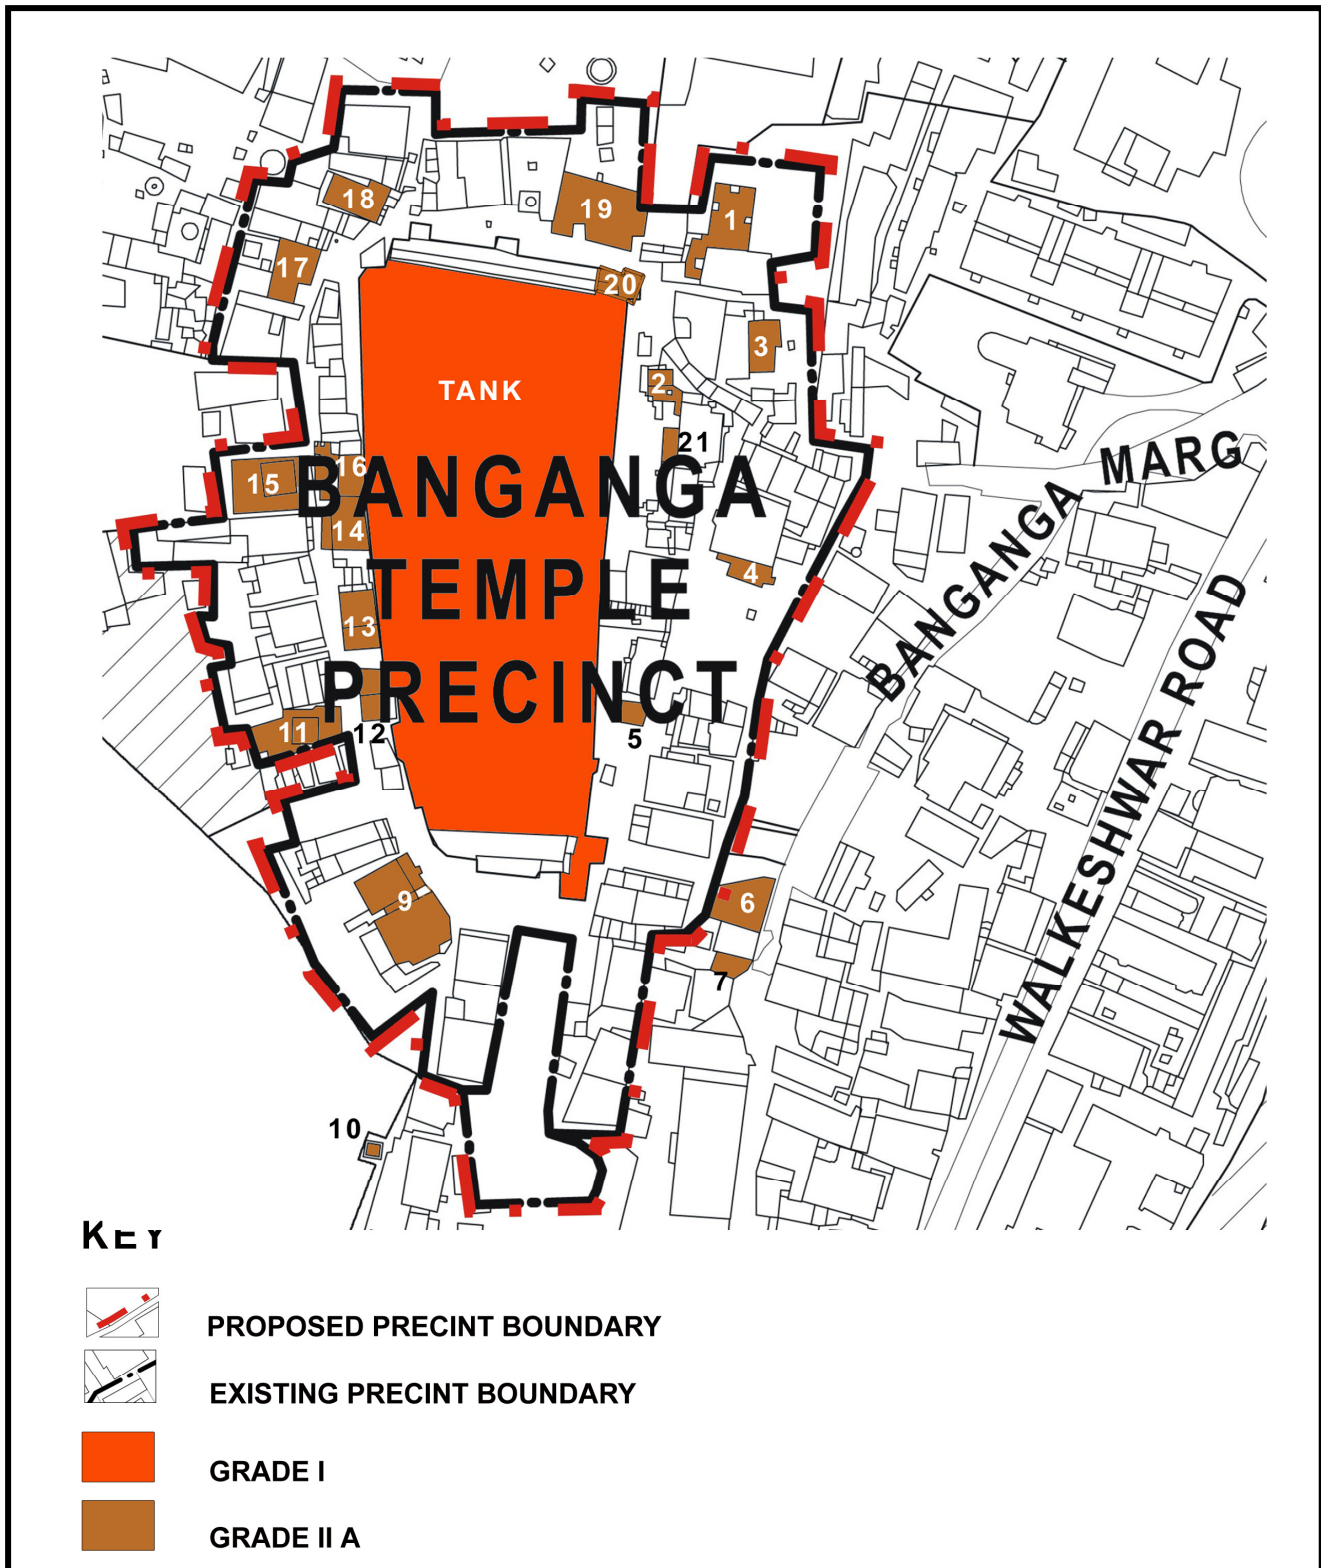 18
19
1
17
20
3
TANK
2
21
MARG
16
15
BANGANGA
14
BANGANGA
4
TEMPLE
WALKESHWAR ROAD
13
PRECINCT
11
12
5
9
6
7
10
KEY
PROPOSED PRECINT BOUNDARY
EXISTING PRECINT BOUNDARY
GRADE I
GRADE II A